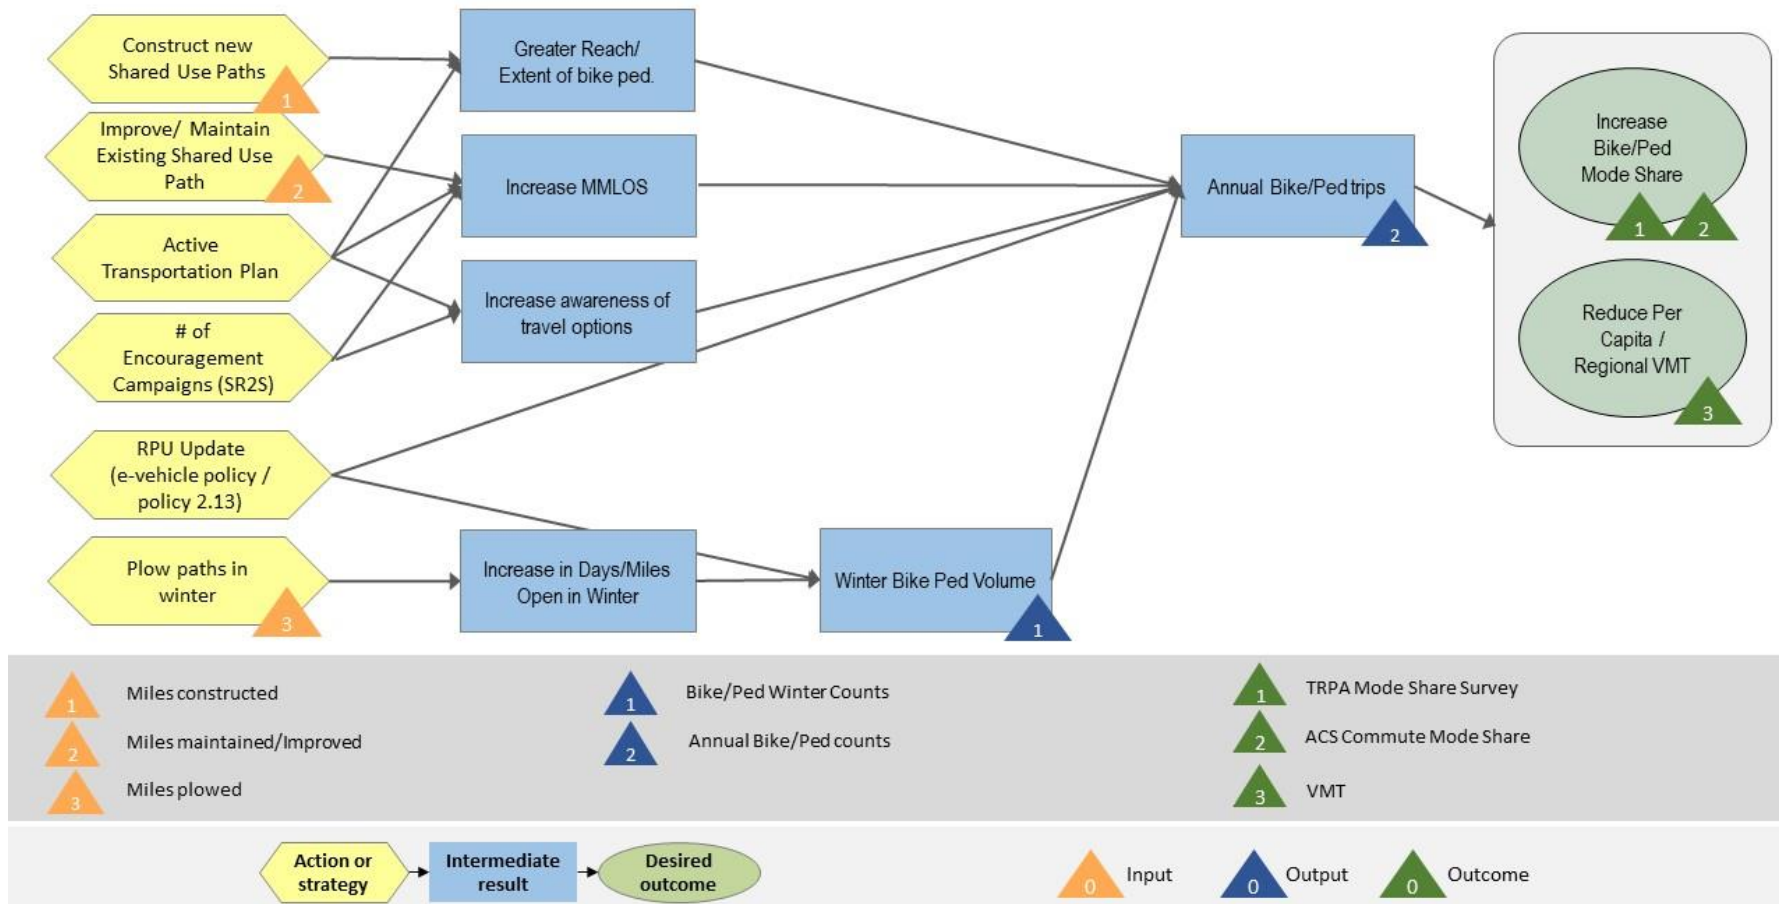 Construct new
Shared Use Paths
1
Improve/ Maintain
Existing Shared Use
Path
2
Active
Transportation Plan
# of
Encouragement
Campaigns (SR2S)
RPU Update
(e-vehicle policy /
policy 2.13)
Plow paths in
winter
3
Greater Reach/
Extent of bike ped.
Increase MMLOS
Increase awareness of
travel options
Increase in Days/Miles
Open in Winter
Winter Bike Ped Volume
1
Annual Bike/Ped trips
2
Increase
Bike/Ped
Mode Share
1 2
Reduce Per
Capita /
Regional VMT
3
1 Miles constructed
2 Miles maintained/Improved
3 Miles plowed
1 Bike/Ped Winter Counts
2 Annual Bike/Ped counts
1 TRPA Mode Share Survey
2 ACS Commute Mode Share
3 VMT
Action or
strategy
Intermediate
result
Desired
outcome
0 Input
0 Output
0 Outcome